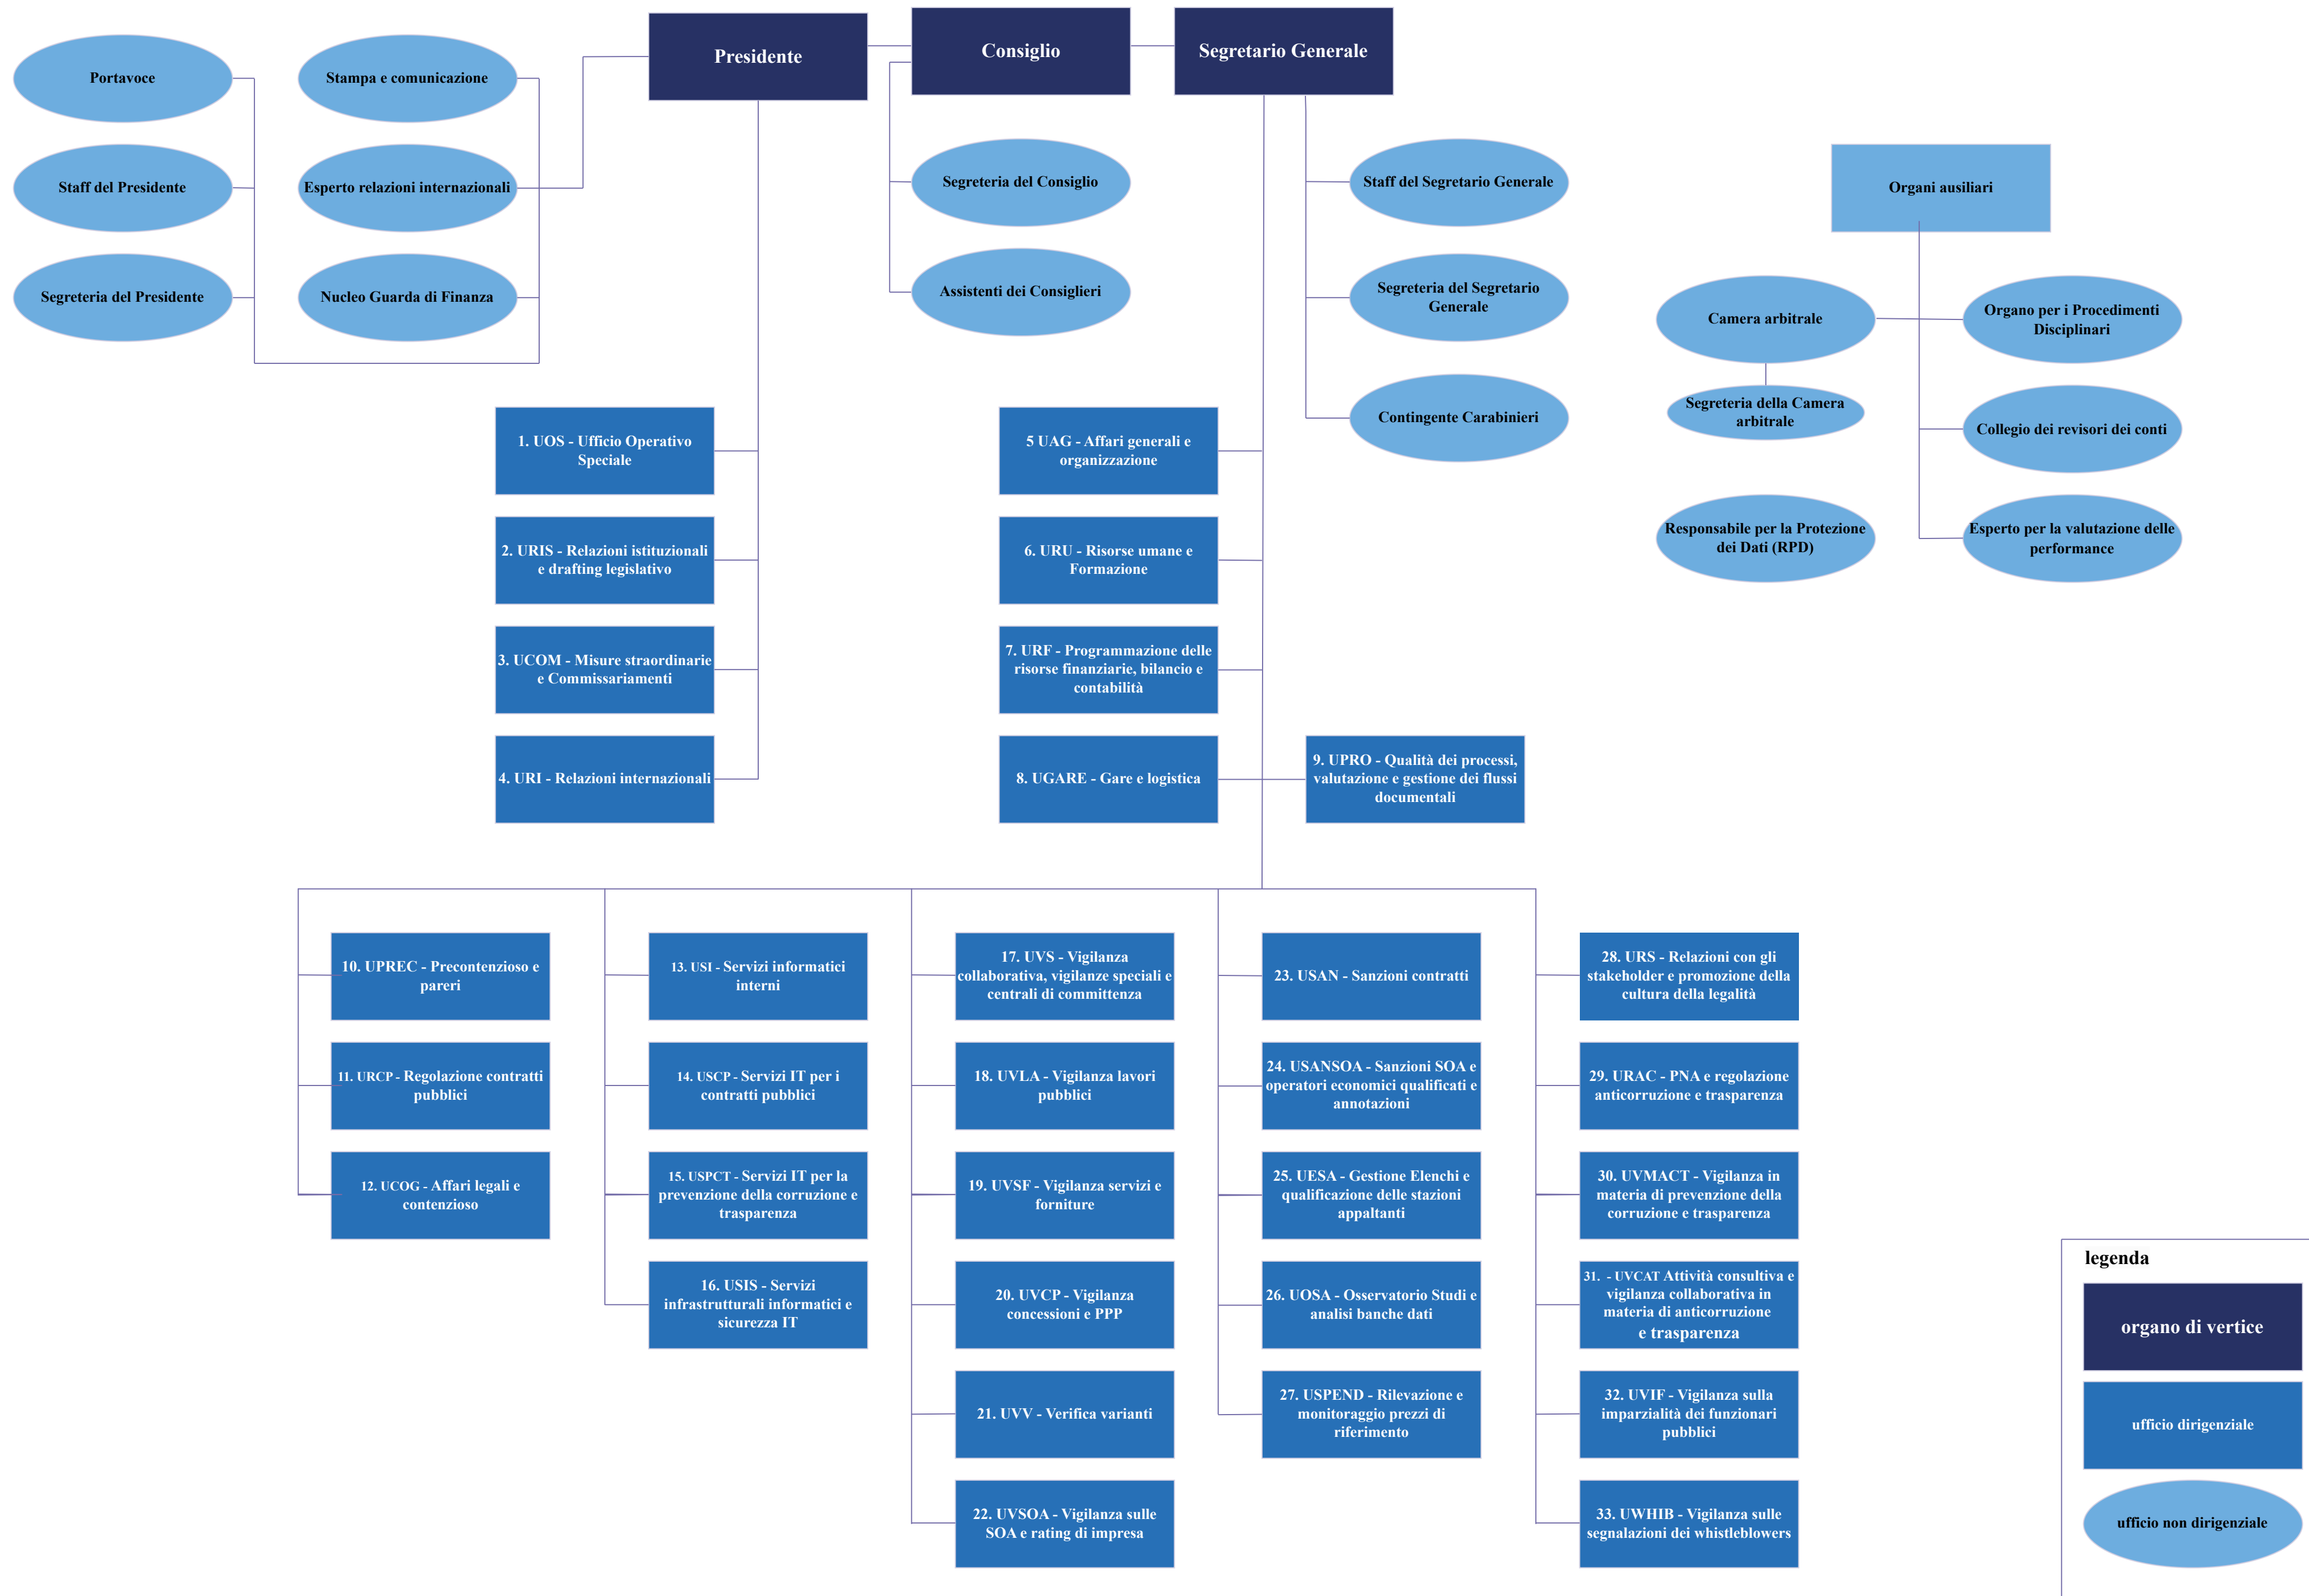 Presidente
Consiglio
Segretario Generale
Portavoce
Stampa e comunicazione
Staff del Presidente
Esperto relazioni internazionali
Segreteria del Presidente
Nucleo Guarda di Finanza
Segreteria del Consiglio
Assistenti dei Consiglieri
Staff del Segretario Generale
Segreteria del Segretario
Generale
Contingente Carabinieri
Organi ausiliari
Camera arbitrale
Organo per i Procedimenti
Disciplinari
Segreteria della Camera
arbitrale
Collegio dei revisori dei conti
Responsabile per la Protezione
dei Dati (RPD)
Esperto per la valutazione delle
performance
1. UOS - Ufficio Operativo
Speciale
2. URIS - Relazioni istituzionali
e drafting legislativo
3. UCOM - Misure straordinarie
e Commissariamenti
4. URI - Relazioni internazionali
5 UAG - Affari generali e
organizzazione
6. URU - Risorse umane e
Formazione
7. URF - Programmazione delle
risorse finanziarie, bilancio e
contabilità
8. UGARE - Gare e logistica
9. UPRO - Qualità dei processi,
valutazione e gestione dei flussi
documentali
10. UPREC - Precontenzioso e
pareri
11. URCP - Regolazione contratti
pubblici
12. UCOG - Affari legali e
contenzioso
13. USI - Servizi informatici
interni
14. USCP - Servizi IT per i
contratti pubblici
15. USPCT - Servizi IT per la
prevenzione della corruzione e
trasparenza
16. USIS - Servizi
infrastrutturali informatici e
sicurezza IT
17. UVS - Vigilanza
collaborativa, vigilanze speciali e
centrali di committenza
18. UVLA - Vigilanza lavori
pubblici
19. UVSF - Vigilanza servizi e
forniture
20. UVCP - Vigilanza
concessioni e PPP
21. UVV - Verifica varianti
22. UVSOA - Vigilanza sulle
SOA e rating di impresa
23. USAN - Sanzioni contratti
24. USANSOA - Sanzioni SOA e
operatori economici qualificati e
annotazioni
25. UESA - Gestione Elenchi e
qualificazione delle stazioni
appaltanti
26. UOSA - Osservatorio Studi e
analisi banche dati
27. USPEND - Rilevazione e
monitoraggio prezzi di
riferimento
28. URS - Relazioni con gli
stakeholder e promozione della
cultura della legalità
29. URAC - PNA e regolazione
anticorruzione e trasparenza
30. UVMACT - Vigilanza in
materia di prevenzione della
corruzione e trasparenza
31. - UVCAT Attività consultiva e
vigilanza collaborativa in
materia di anticorruzione
e trasparenza
32. UVIF - Vigilanza sulla
imparzialità dei funzionari
pubblici
33. UWHIB - Vigilanza sulle
segnalazioni dei whistleblowers
legenda
organo di vertice
ufficio dirigenziale
ufficio non dirigenziale